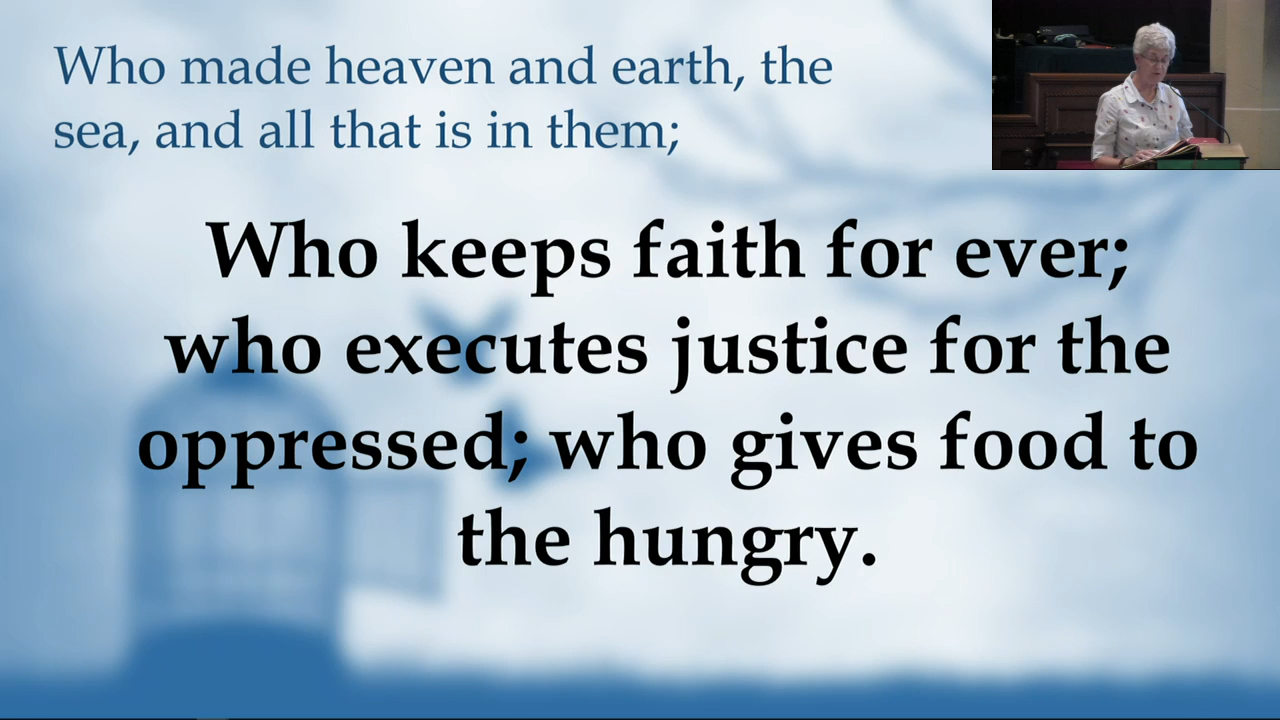 Who made heaven and earth, the
sea, and all that is in them;
Who keeps faith for ever;
who executes justice for the
oppressed; who gives food to
the hungry.